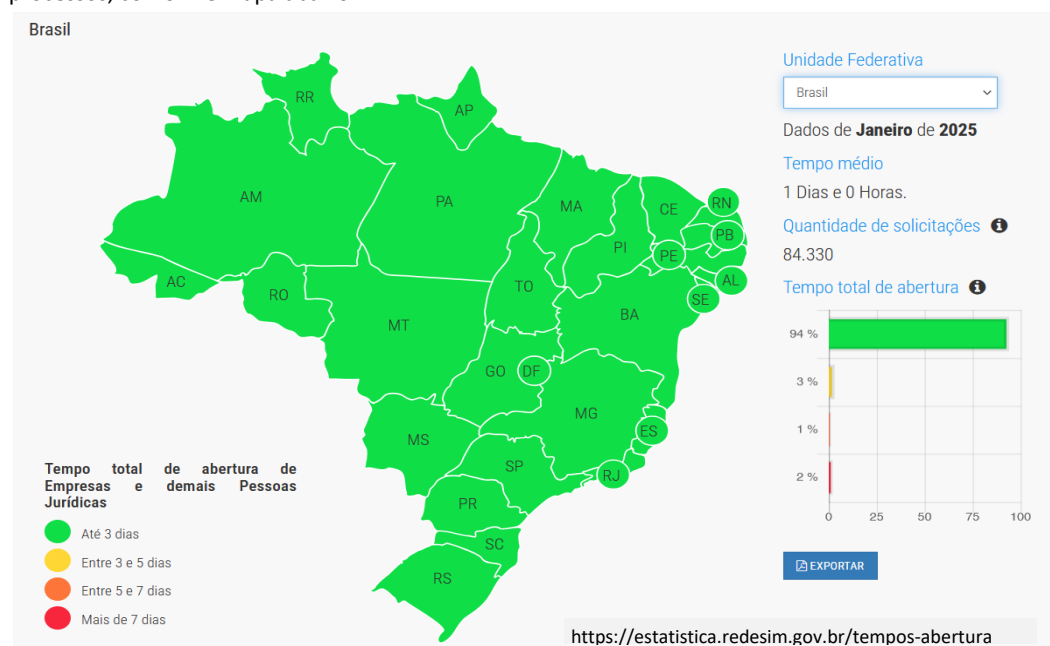 Brasil
Unidade Federativa
Brasil
Dados de Janeiro de 2025
Tempo médio
1 Dias e 0 Horas.
Quantidade de solicitações
84.330
Tempo total de abertura
94 %
3 %
1 %
2 %
0 25 50 75 100
EXPORTAR
RR
AP
AM
PA
MA
CE
RN
PB
PI
PE
AL
AC
RO
TO
SE
BA
MT
GO
DF
MG
ES
MS
SP
RJ
PR
SC
RS
Tempo total de abertura de
Empresas e demais Pessoas
Jurídicas
Até 3 dias
Entre 3 e 5 dias
Entre 5 e 7 dias
Mais de 7 dias
https://estatistica.redesim.gov.br/tempos-abertura